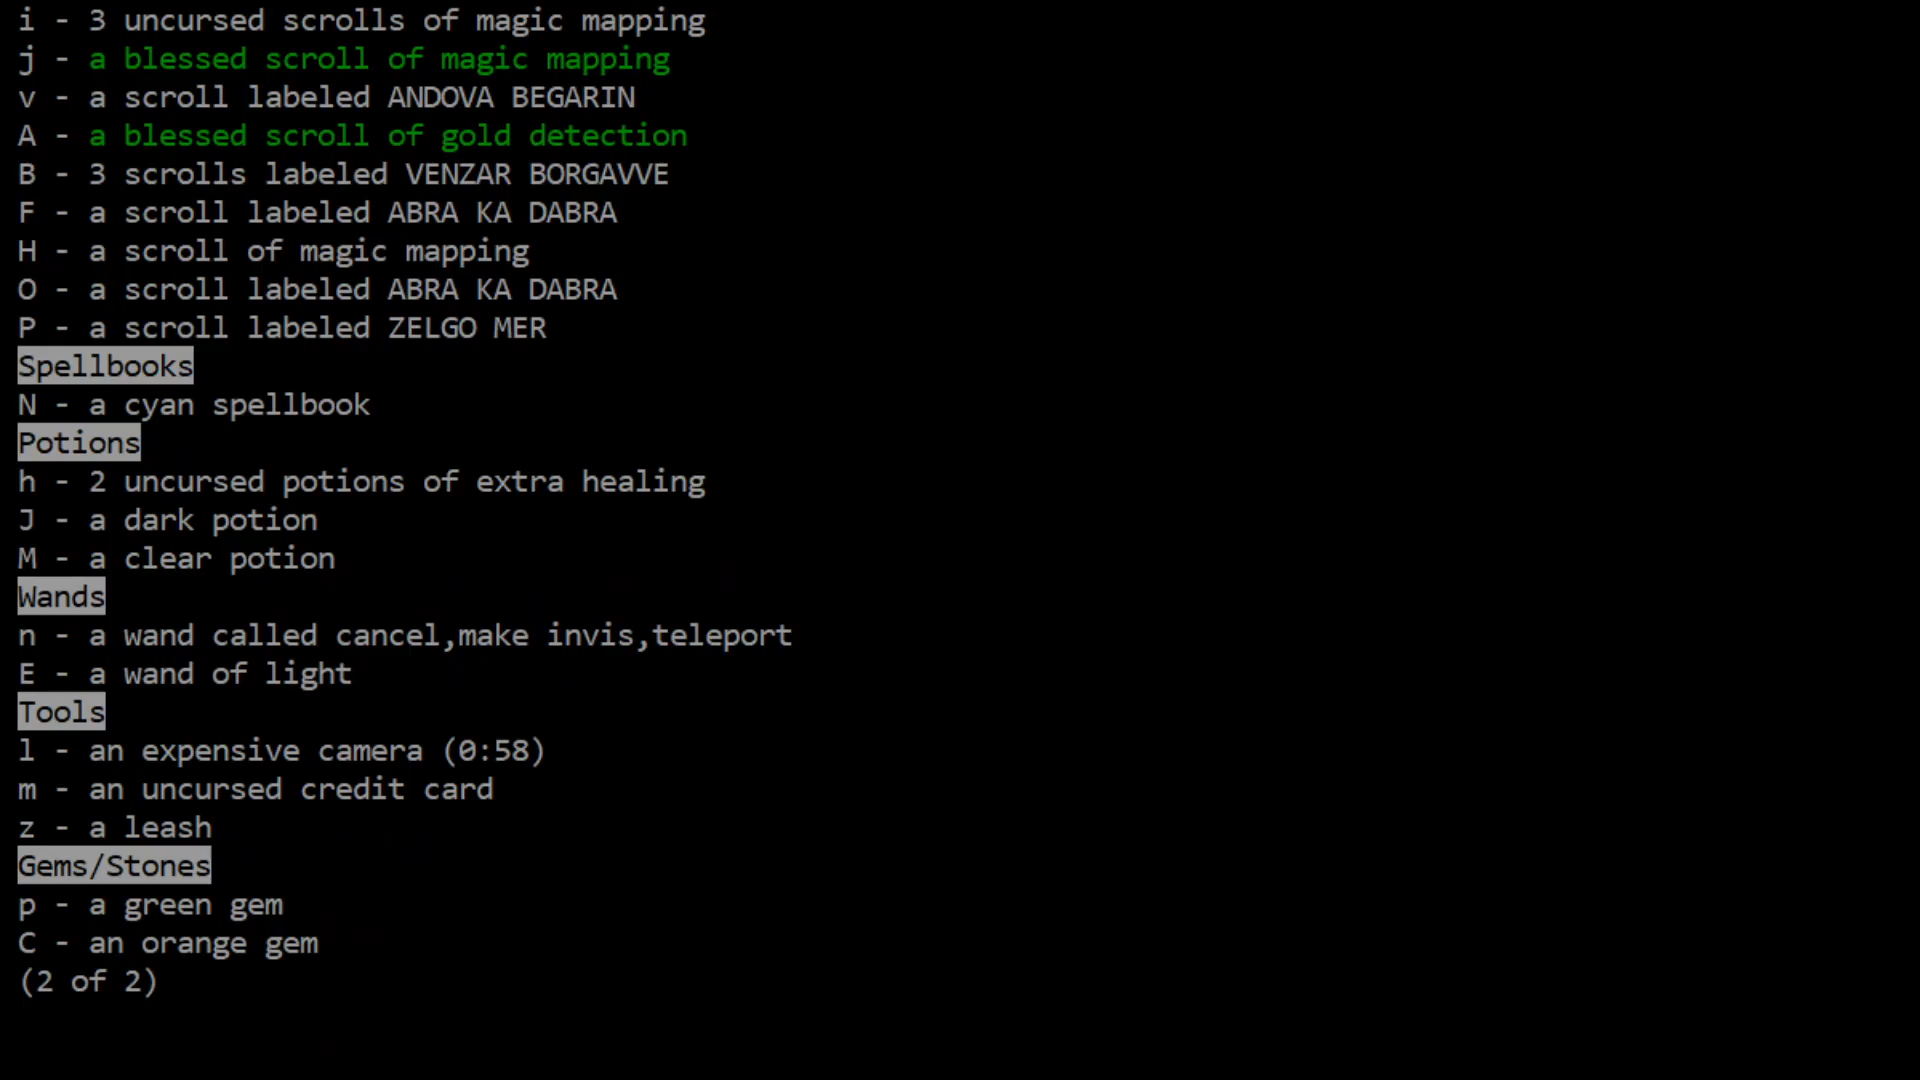 i - 3 uncursed scrolls of magic mapping
j - a blessed scroll of magic mapping
v - a scroll labeled ANDOVA BEGARIN
A - a blessed scroll of gold detection
B - 3 scrolls labeled VENZAR BORGAVVE
F - a scroll labeled ABRA KA DABRA
H - a scroll of magic mapping
O - a scroll labeled ABRA KA DABRA
P - a scroll labeled ZELGO MER
Spellbooks
N - a cyan spellbook
Potions
h - 2 uncursed potions of extra healing
J - a dark potion
M - a clear potion
Wands
n - a wand called cancel,make invis,teleport
E - a wand of light
Tools
l - an expensive camera (0:58)
m - an uncursed credit card
z - a leash
Gems/Stones
p - a green gem
C - an orange gem
(2 of 2)